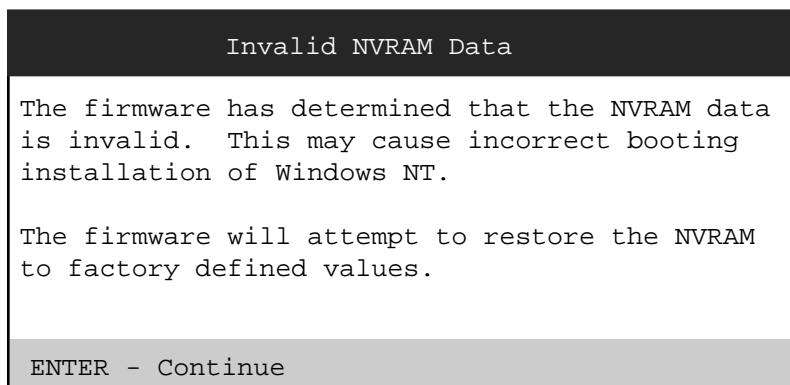 Invalid NVRAM Data
The firmware has determined that the NVRAM data
is invalid.  This may cause incorrect booting
installation of Windows NT.
The firmware will attempt to restore the NVRAM
to factory defined values.
ENTER - Continue